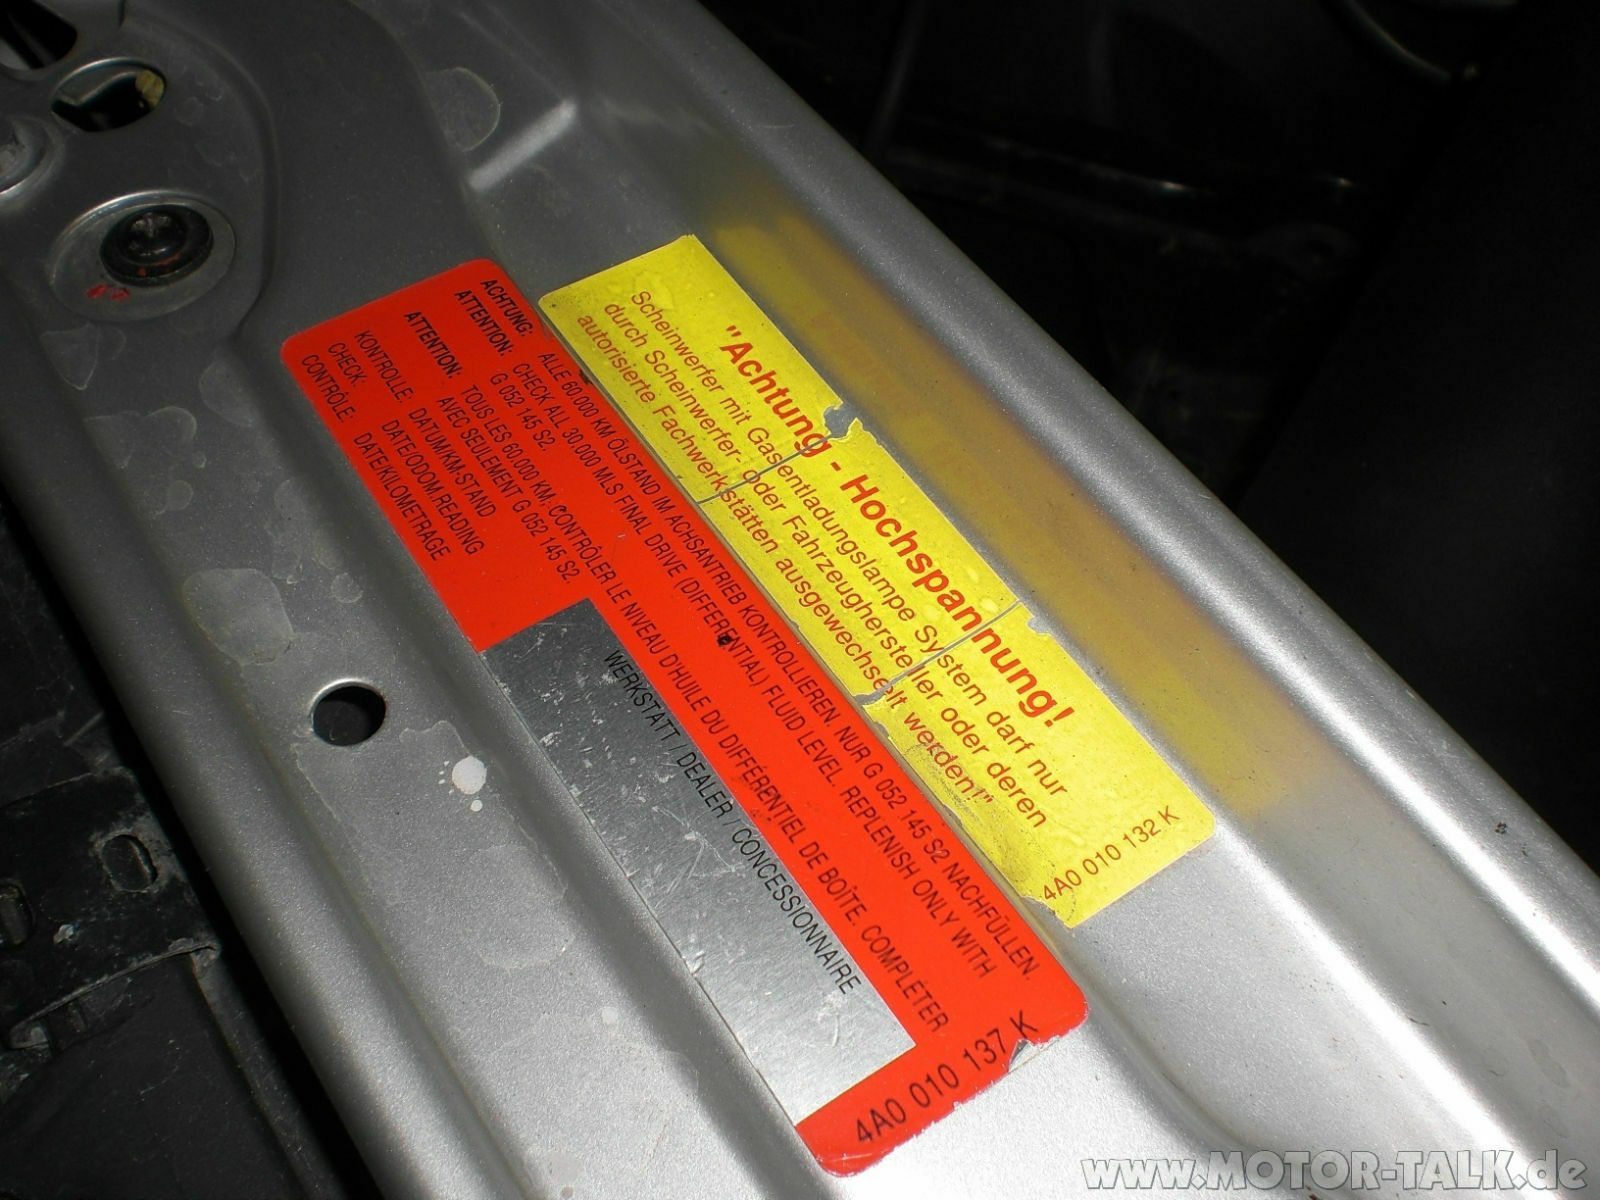 "Achtung - Hochspannung!
Scheinwerfer mit Gasentladungslampe System darf nur
durch Scheinwerfer- oder Fahrzeughersteller oder deren
autorisierte Fachwerkstätten ausgewechselt werden!"
4A0 010 132 K
ACHTUNG: ALLE 60.000 KM ÖLSTAND IM ACHSANTRIEB KONTROLLIEREN NUR G 052 145 S2 NACHFÜLLEN.
ATTENTION: CHECK ALL 30.000 MLS FINAL DRIVE (DIFFERENTIAL) FLUID LEVEL. REPLENISH ONLY WITH
G 052 145 S2.
ATTENTION: TOUS LES 60.000 KM. CONTRÔLER LE NIVEAU D'HUILE DU DIFFÉRENTIEL DE BOÎTE. COMPLÉTER
AVEC SEULEMENT G 052 145 S2.
KONTROLLE: DATUM/KM-STAND
CHECK: DATE/ODOM.READING
CONTRÔLE: DATE/KILOMETRAGE
WERKSTATT / DEALER / CONCESSIONNAIRE
4A0 010 137 K
www.MOTOR-TALK.de